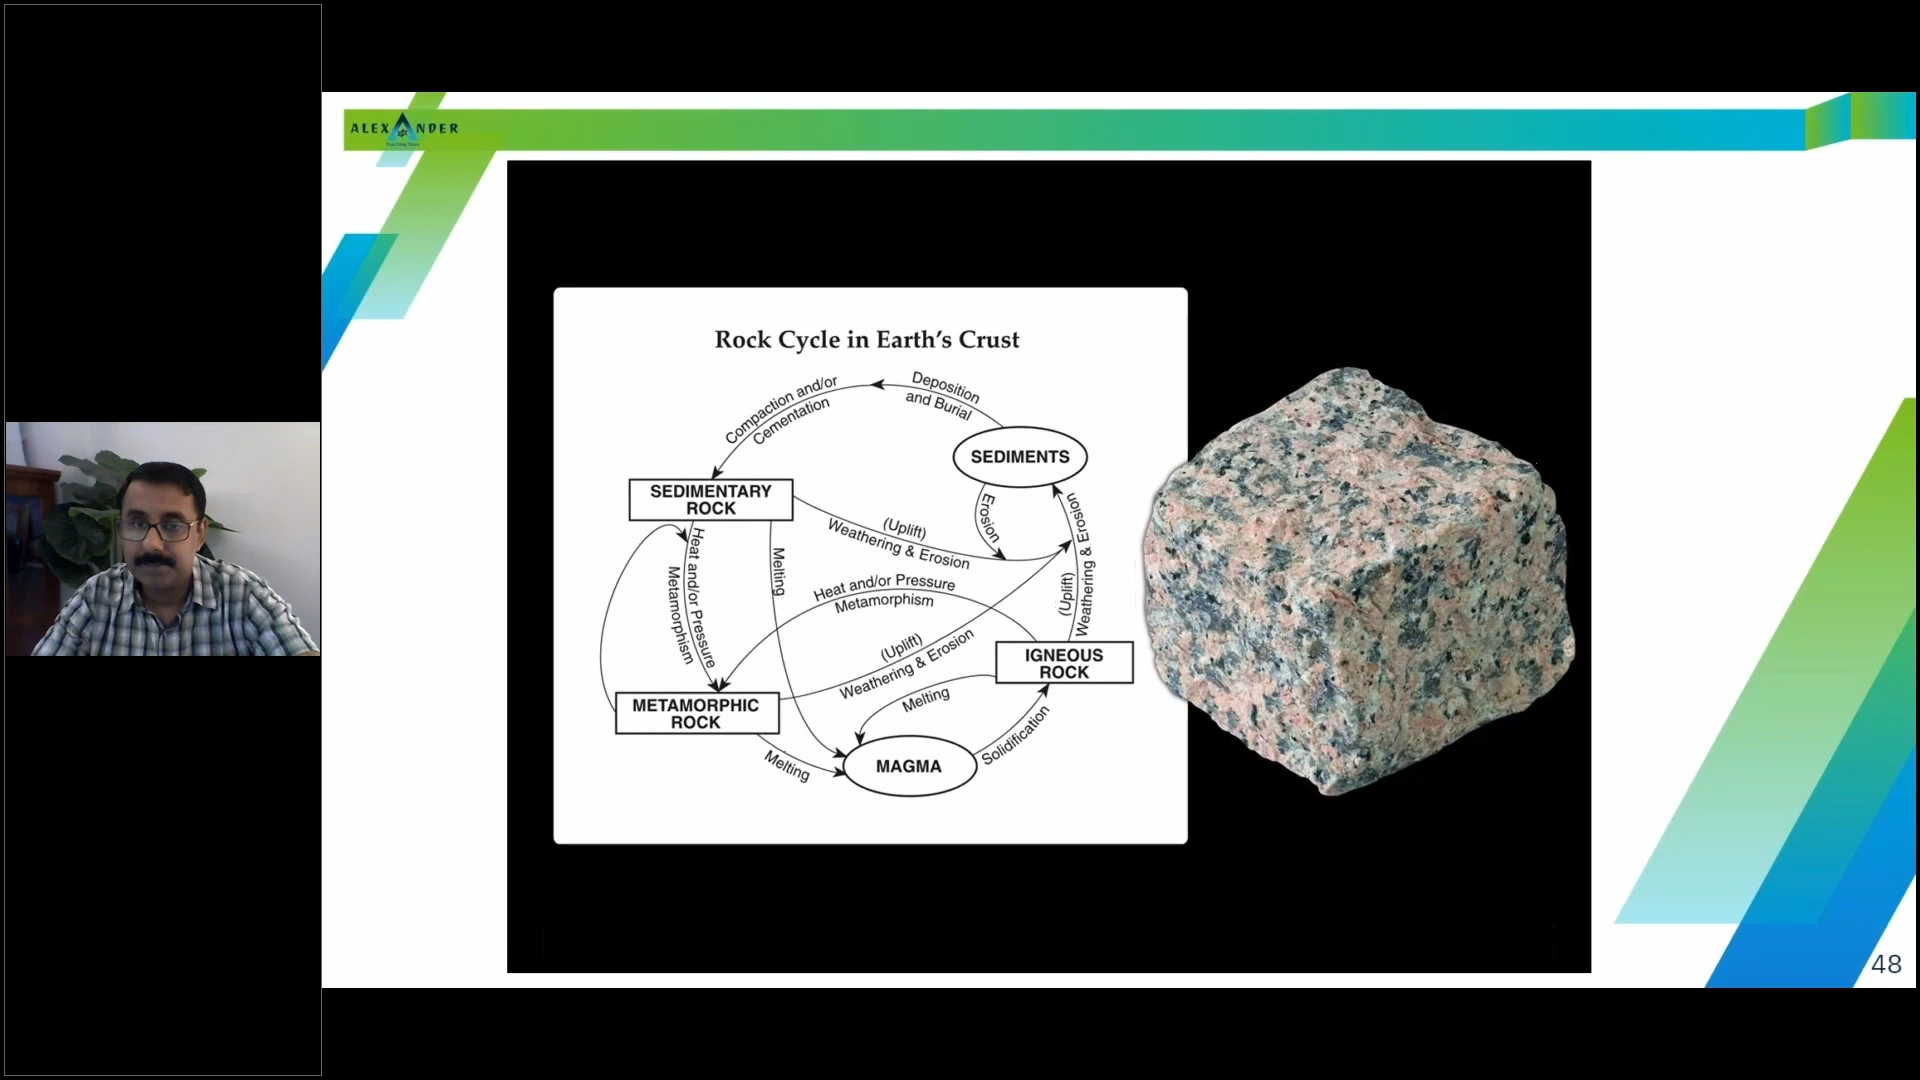 ALEXANDER
Rock Cycle in Earth's Crust
Deposition
and Burial
Compaction and/or
Cementation
SEDIMENTS
SEDIMENTARY
ROCK
Erosion
(Uplift)
Weathering & Erosion
(Uplift)
Weathering & Erosion
Heat and/or Pressure
Metamorphism
Melting
Heat and/or Pressure
Metamorphism
(Uplift)
Weathering & Erosion
IGNEOUS
ROCK
METAMORPHIC
ROCK
Melting
Solidification
Melting
MAGMA
48